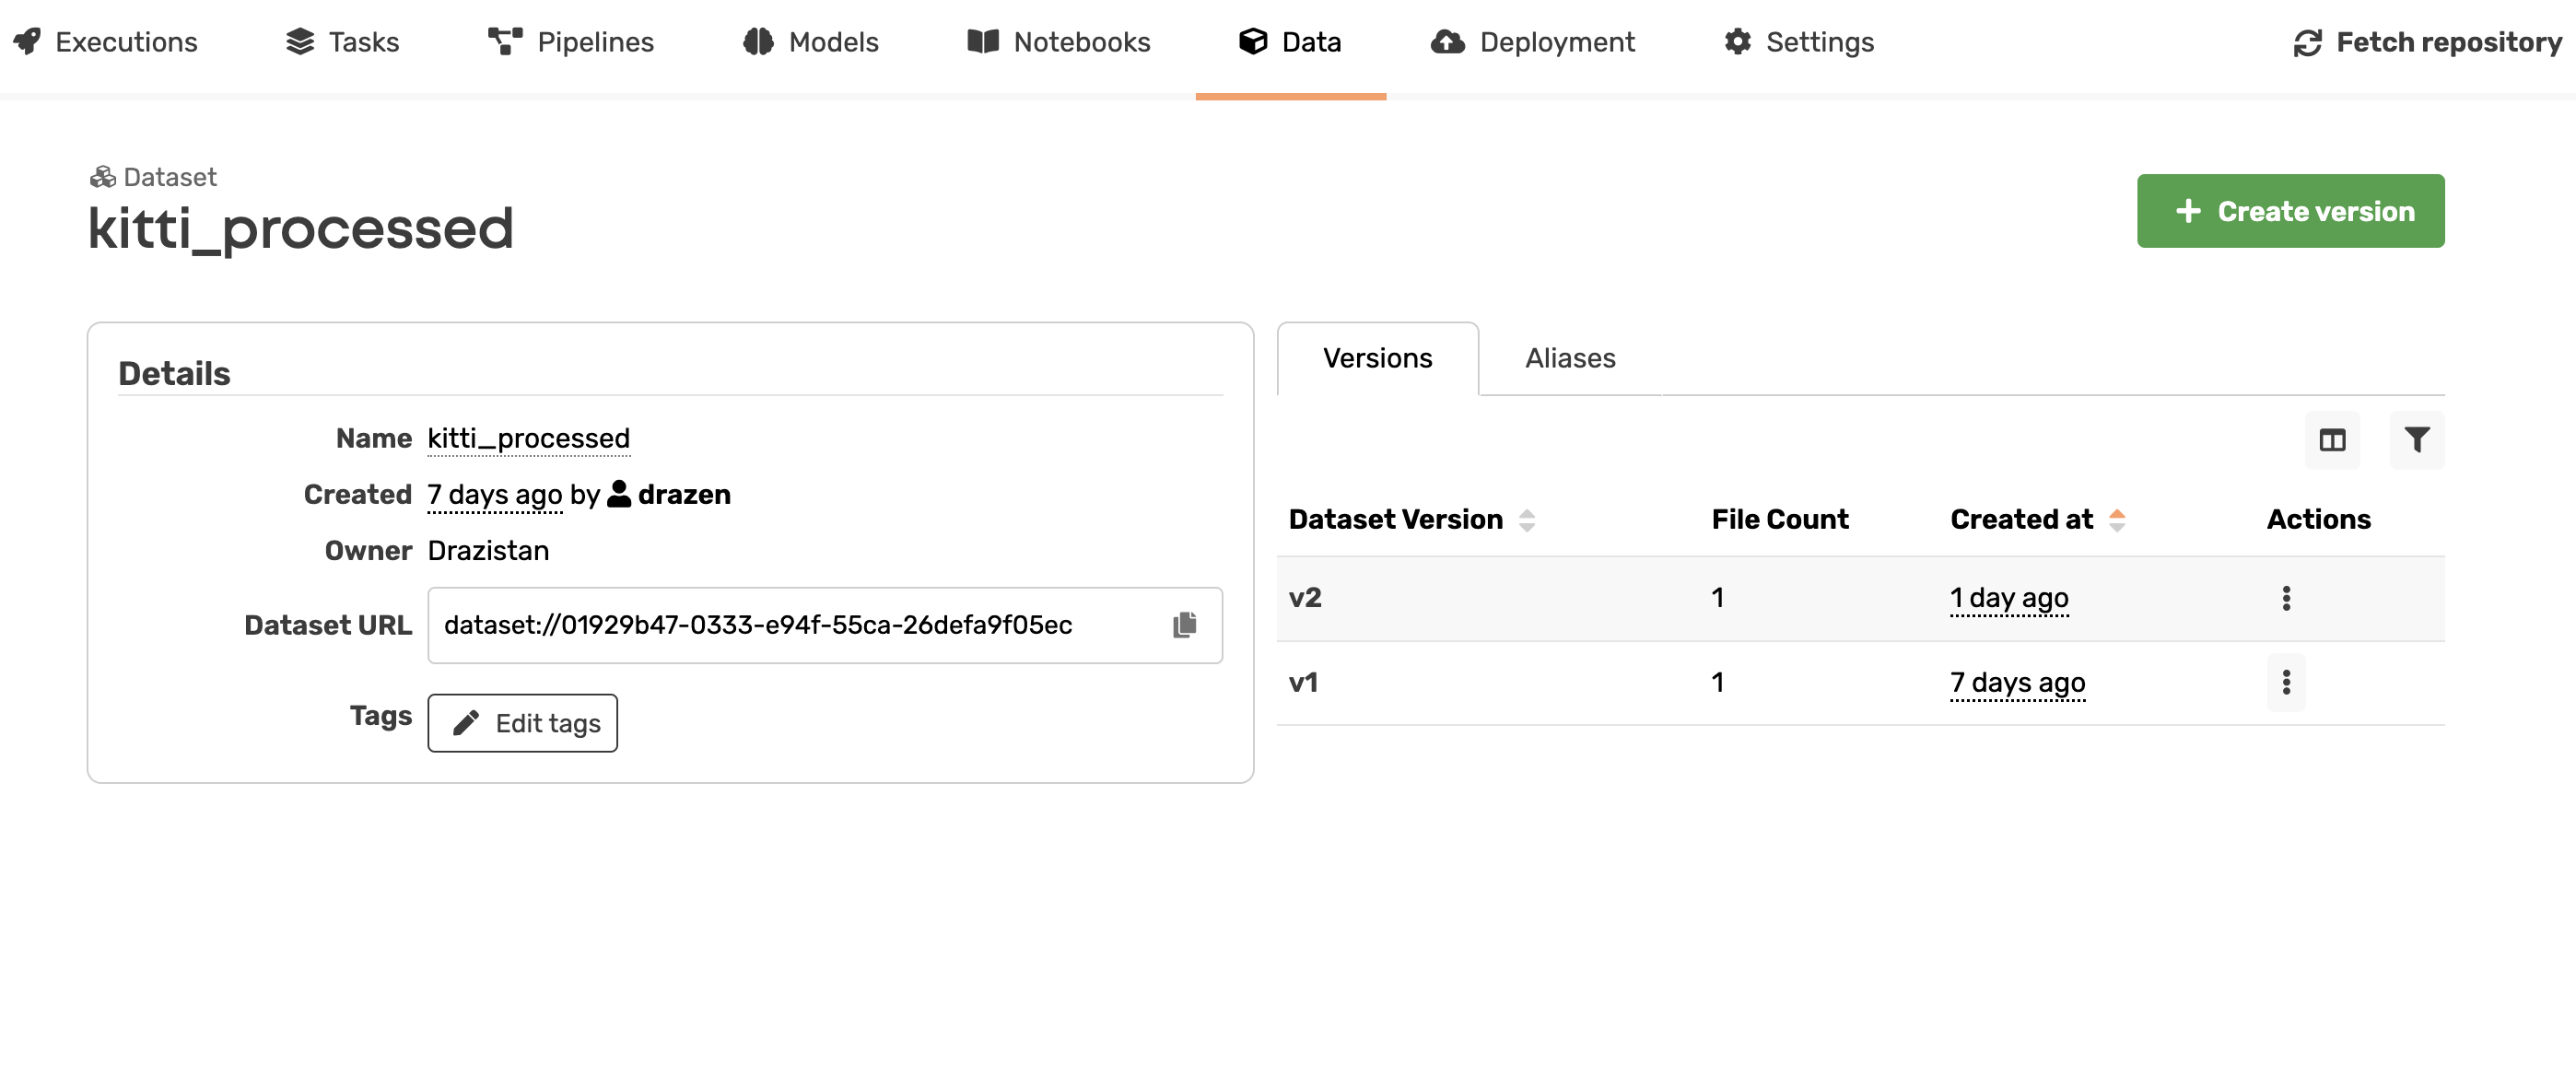 Executions Tasks Pipelines Models Notebooks Data Deployment Settings Fetch repository
Dataset
kitti_processed
Create version
Details
Name kitti_processed
Created 7 days ago by drazen
Owner Drazistan
Dataset URL dataset://01929b47-0333-e94f-55ca-26defa9f05ec
Tags Edit tags
Versions Aliases
Dataset Version File Count Created at Actions
v2 1 1 day ago
v1 1 7 days ago